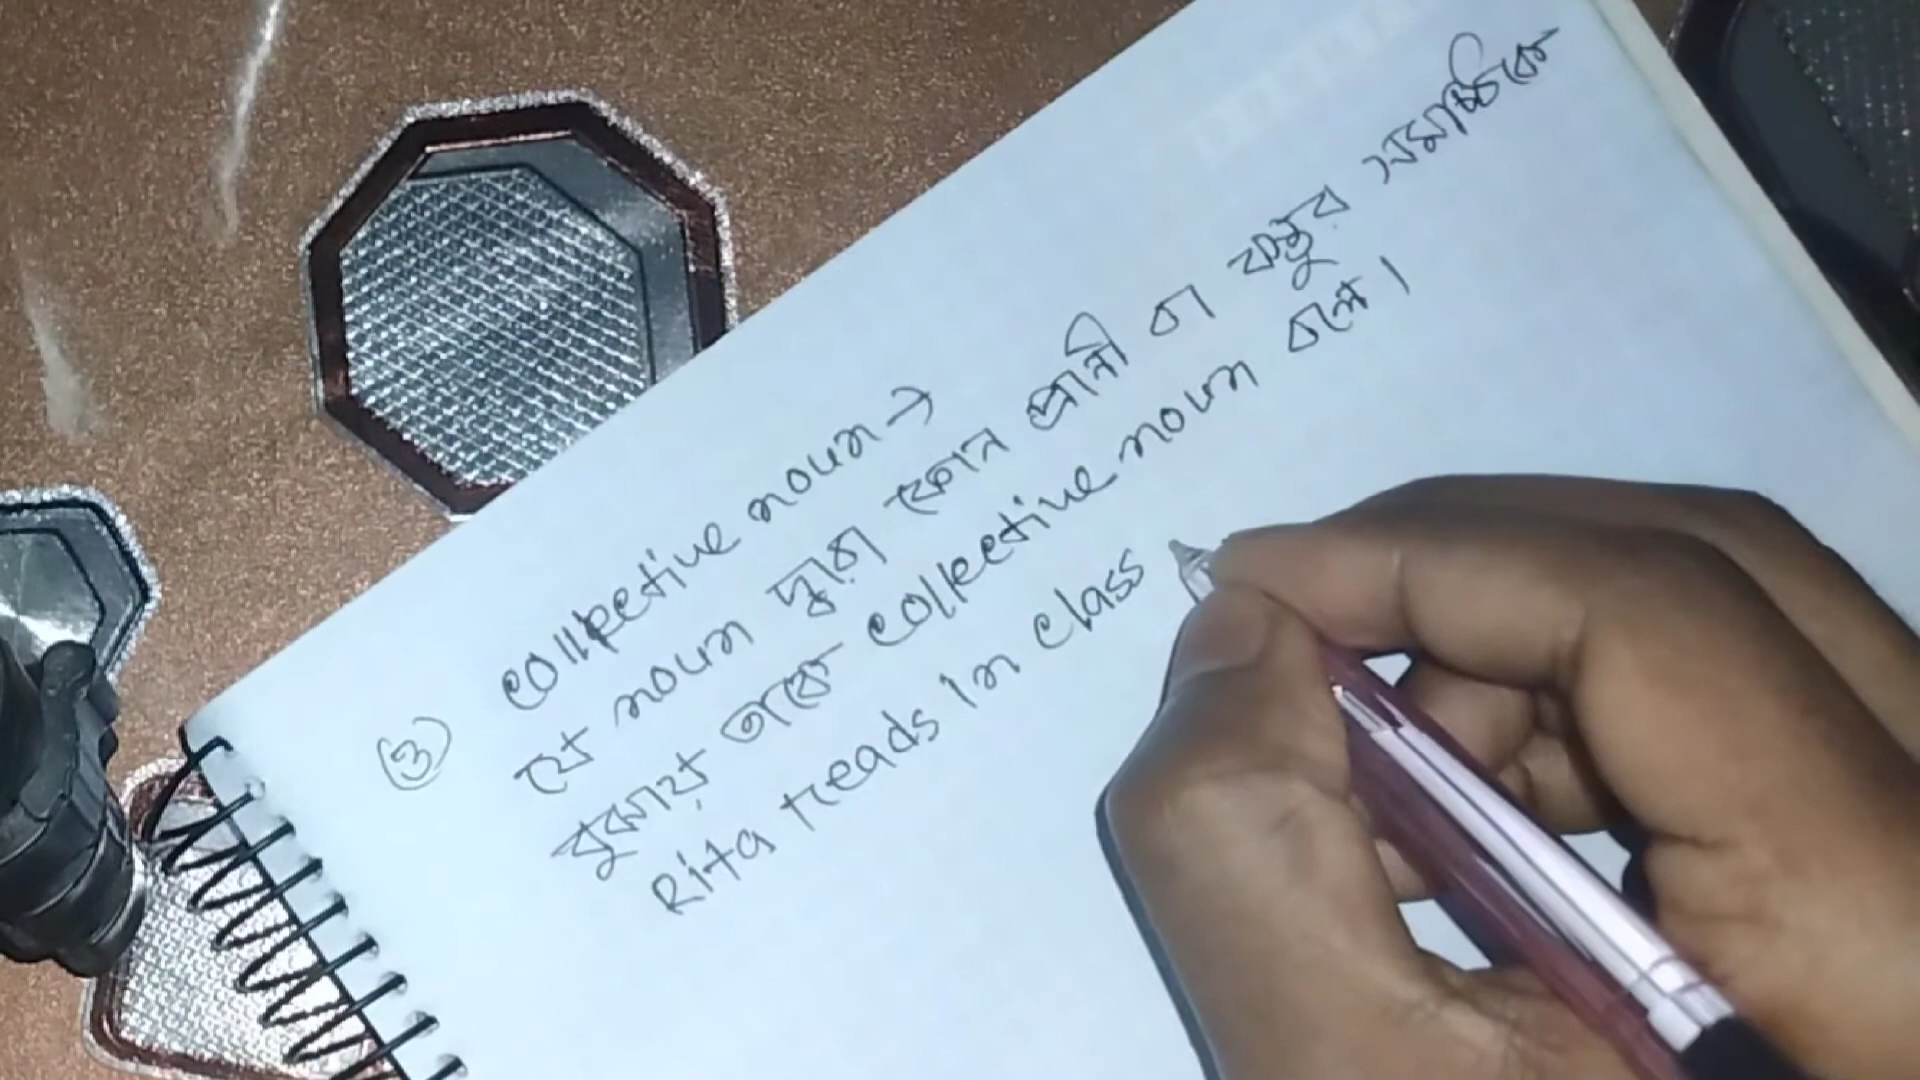 ③ collective noun →
যে noun দ্বারা কোন প্রানী বা বস্তুর সমষ্টিকে
বুঝায় তাকে collective noun বলে।
Rita reads in class